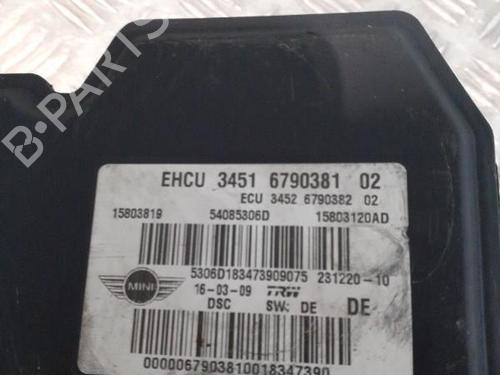 B-PARTS
EHCU 3451 6790381 02
ECU 3452 6790382 02
15803819 54085306D 15803120AD
5306D183473909075 231220-10
MINI 16-03-09 TRW
DSC SW: DE DE
0000067903810018347390